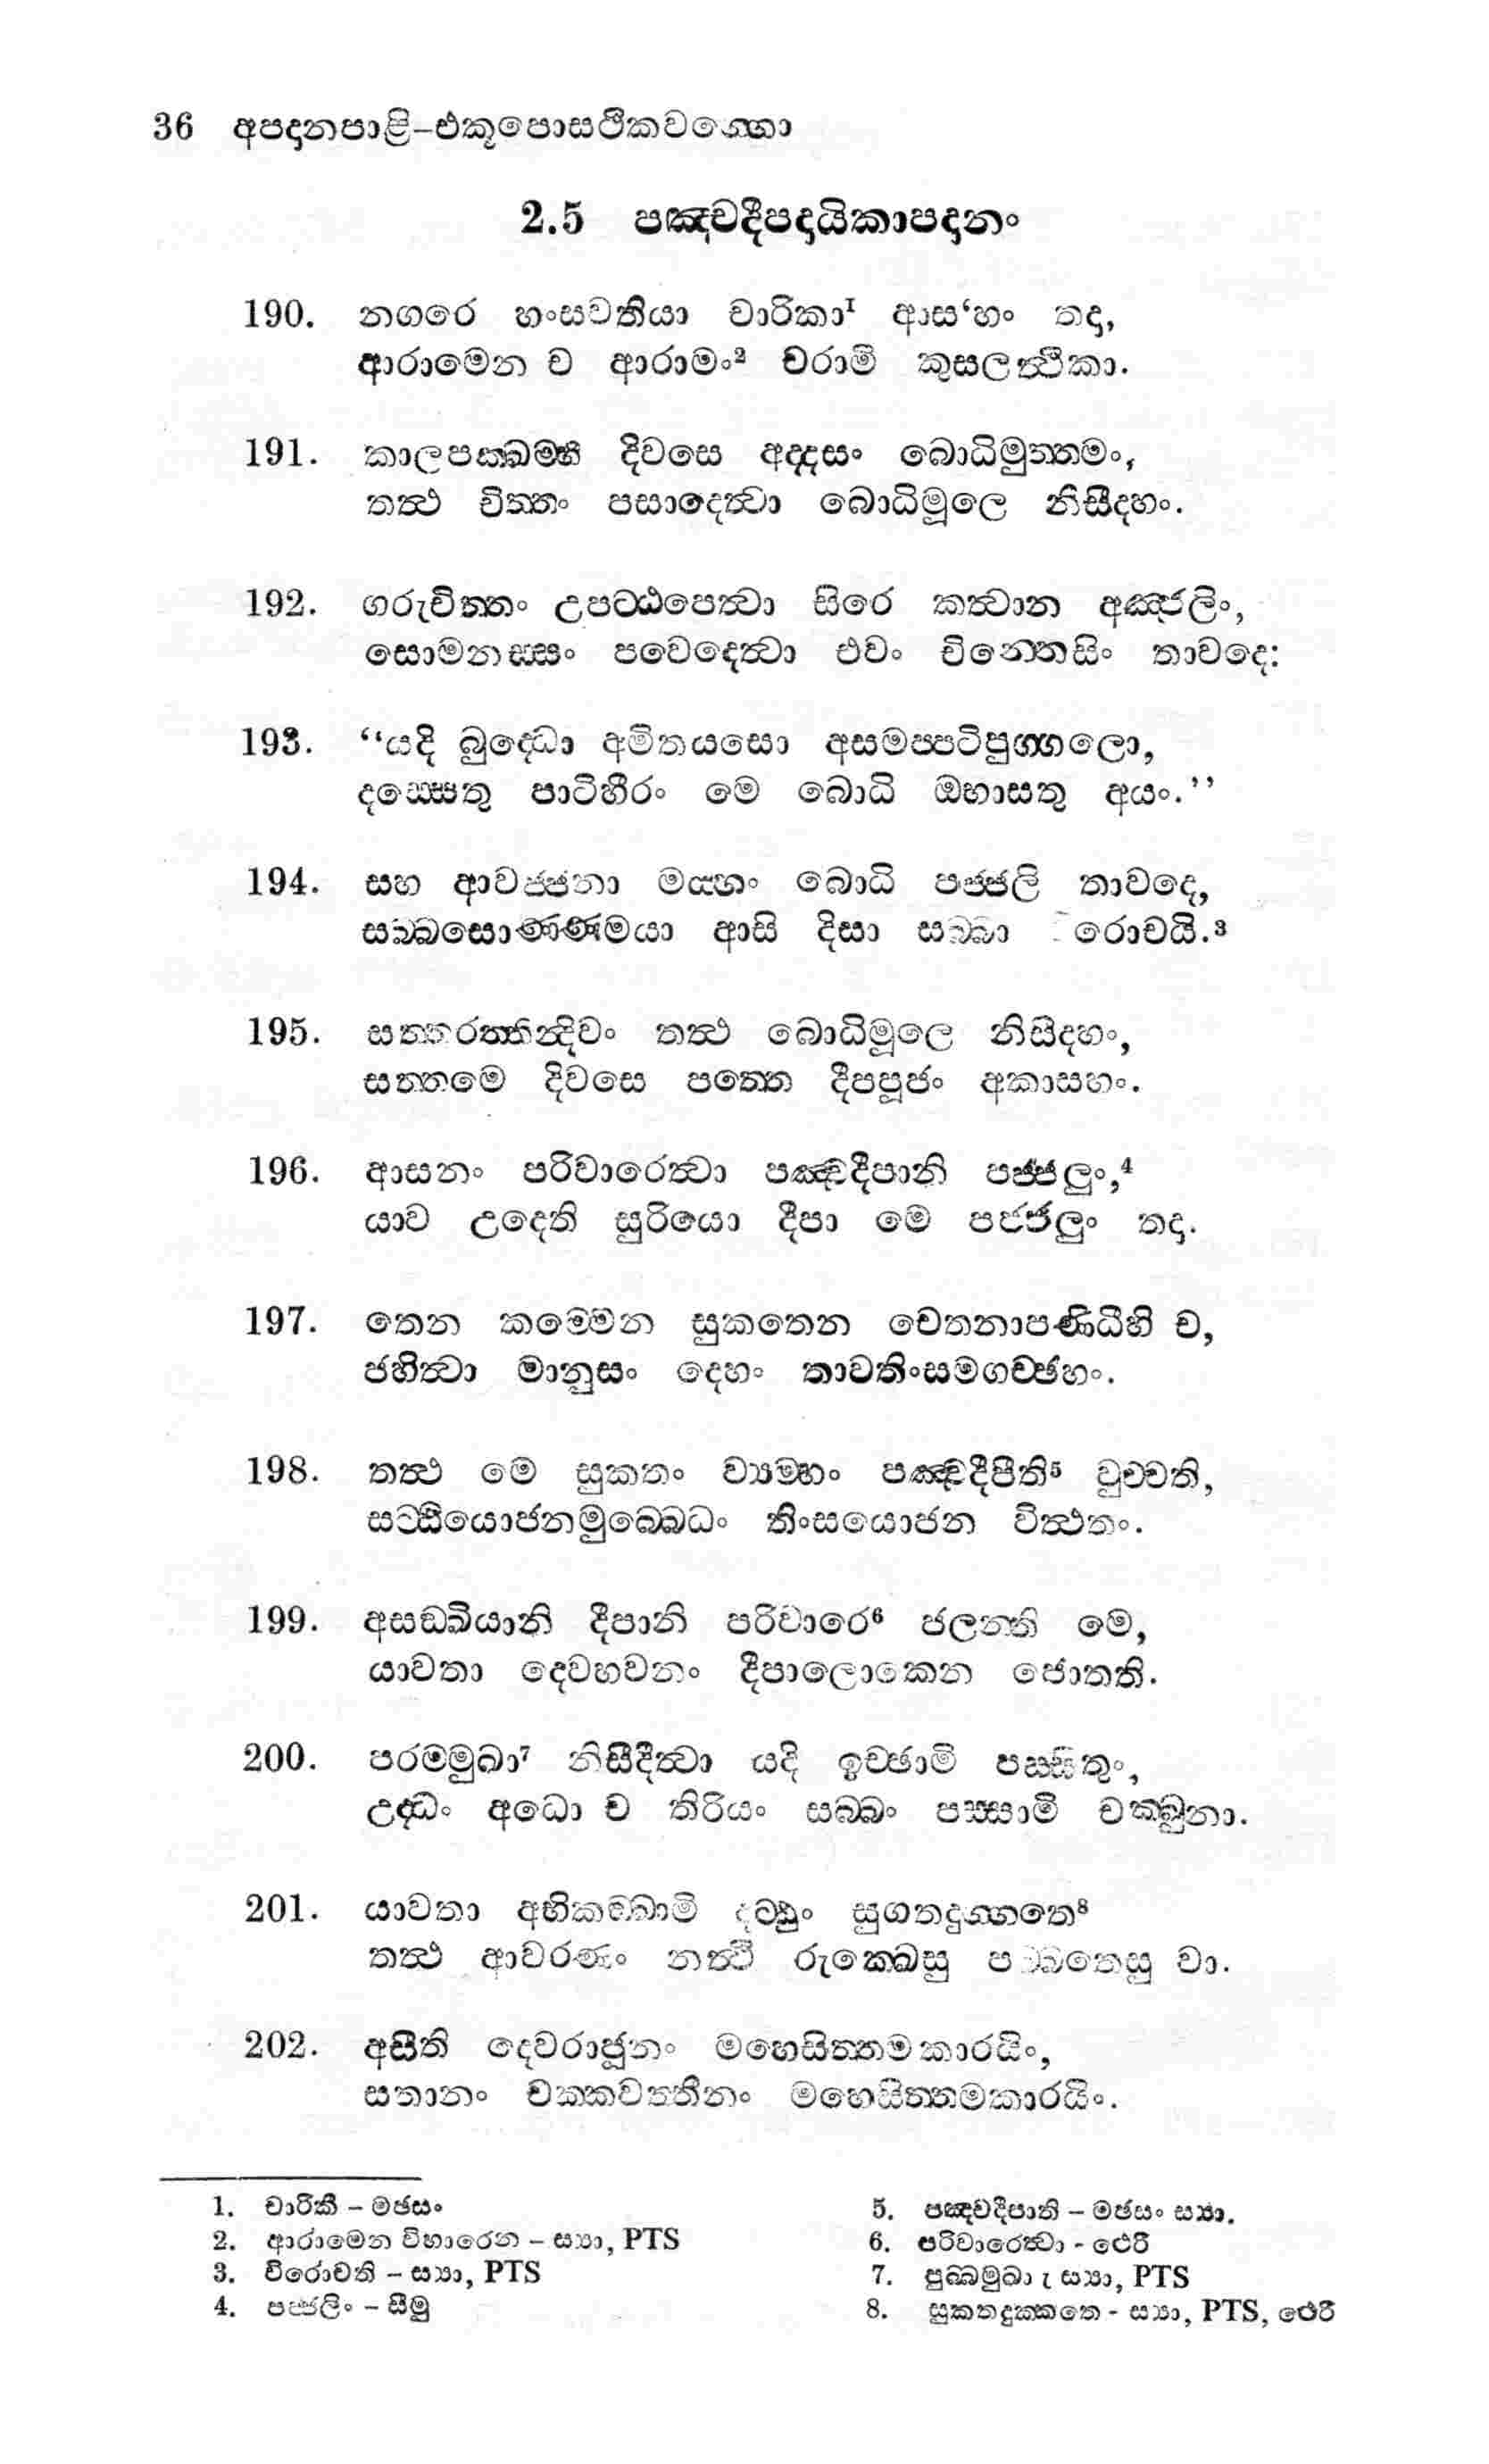 36 අපදානපාළි-එකූපොසථිකවග්ගො
2.5 පඤ්චදීපදායිකාපදානං
190. නගරෙ හංසවතියා චාරිකා¹ ආස‘හං තදා,
ආරාමෙන ච ආරාමං² චරාමි කුසලත්ථිකා.
191. කාලපක්ඛම්හි දිවසෙ අද්දසං බොධිමුත්තමං,
තත්ථ චිත්තං පසාදෙත්වා බොධිමූලෙ නිසීදහං.
192. ගරුචිත්තං උපට්ඨපෙත්වා සිරෙ කත්වාන අඤ්ජලිං,
සොමනස්සං පවෙදෙත්වා එවං චින්තෙසිං තාවදෙ:
193. “යදි බුද්ධො අමිතයසො අසමප්පටිපුග්ගලො,
දස්සෙතු පාටිහීරං මෙ බොධි ඔභාසතු අයං.”
194. සහ ආවජ්ජනා මය්හං බොධි පජ්ජලි තාවදෙ,
සබ්බසොණ්ණමයා ආසි දිසා සබ්බා රොචයි.³
195. සත්තරත්තින්දිවං තත්ථ බොධිමූලෙ නිසීදහං,
සත්තමෙ දිවසෙ පත්තෙ දීපපූජං අකාසහං.
196. ආසනං පරිවාරෙත්වා පඤ්චදීපානි පජ්ජලුං,⁴
යාව උදෙති සුරියො දීපා මෙ පජ්ජලුං තදා.
197. තෙන කම්මෙන සුකතෙන චෙතනාපණිධීහි ච,
ජහිත්වා මානුසං දෙහං තාවතිංසමගච්ඡහං.
198. තත්ථ මෙ සුකතං ව්‍යම්හං පඤ්චදීපීති⁵ වුච්චති,
සට්ඨියොජනමුබ්බෙධං තිංසයොජන විත්ථතං.
199. අසඞ්ඛියානි දීපානි පරිවාරෙ⁶ ජලන්ති මෙ,
යාවතා දෙවභවනං දීපාලොකෙන ජොතති.
200. පරම්මුඛා⁷ නිසීදිත්වා යදි ඉච්ඡාමි පස්සිතුං,
උද්ධං අධො ච තිරියං සබ්බං පස්සාමි චක්ඛුනා.
201. යාවතා අභිකඞ්ඛාමි දට්ඨුං සුගතදුග්ගතෙ⁸
තත්ථ ආවරණං නත්ථි රුක්ඛෙසු පබ්බතෙසු වා.
202. අසීති දෙවරාජූනං මහෙසිත්තමකාරයිං,
සතානං චක්කවත්තීනං මහෙසිත්තමකාරයිං.
1. චාරිකී - මඡසං
2. ආරාමෙන විහාරෙන - ස්‍යා, PTS
3. විරොචති - ස්‍යා, PTS
4. පජ්ජලිං - සීමු
5. පඤ්චදීපානි - මඡසං ස්‍යා.
6. පරිවාරෙත්වා - ථෙරී
7. පුබ්බමුඛා ස්‍යා, PTS
8. සුකතදුක්කතෙ - ස්‍යා, PTS, ථෙරී